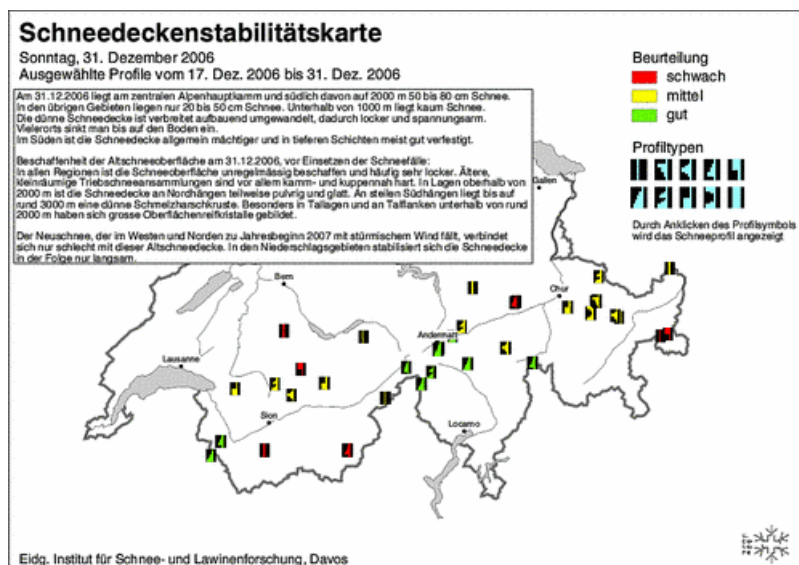 Schneedeckenstabilitätskarte
Sonntag, 31. Dezember 2006
Ausgewählte Profile vom 17. Dez. 2006 bis 31. Dez. 2006
Am 31.12.2006 liegt am zentralen Alpenhauptkamm und südlich davon auf 2000 m 50 bis 80 cm Schnee.
In den übrigen Gebieten liegen nur 20 bis 50 cm Schnee. Unterhalb von 1000 m liegt kaum Schnee.
Die dünne Schneedecke ist verbreitet aufbauend umgewandelt, dadurch locker und spannungsarm.
Vielerorts sinkt man bis auf den Boden ein.
Im Süden ist die Schneedecke allgemein mächtiger und in tieferen Schichten meist gut verfestigt.
Beschaffenheit der Altschneeoberfläche am 31.12.2006, vor Einsetzen der Schneefälle:
In allen Regionen ist die Schneeoberfläche unregelmässig beschaffen und häufig sehr locker. Ältere,
kleinräumige Triebschneeansammlungen sind vor allem kamm- und kuppennah hart. In Lagen oberhalb von
2000 m ist die Schneedecke an Nordhängen teilweise pulvrig und glatt. An steilen Südhängen liegt bis auf
rund 3000 m eine dünne Schmelzharschkruste. Besonders in Tallagen und an Talflanken unterhalb von rund
2000 m haben sich grosse Oberflächenreifkristalle gebildet.
Der Neuschnee, der im Westen und Norden zu Jahresbeginn 2007 mit stürmischem Wind fällt, verbindet
sich nur schlecht mit dieser Altschneedecke. In den Niederschlagsgebieten stabilisiert sich die Schneedecke
in der Folge nur langsam.
Beurteilung
schwach
mittel
gut
Profiltypen
Durch Anklicken des Profilsymbols
wird das Schneeprofil angezeigt
Gallen
Bern
Chur
Andermatt
Lausanne
Sion
Locarno
Eidg. Institut für Schnee- und Lawinenforschung, Davos